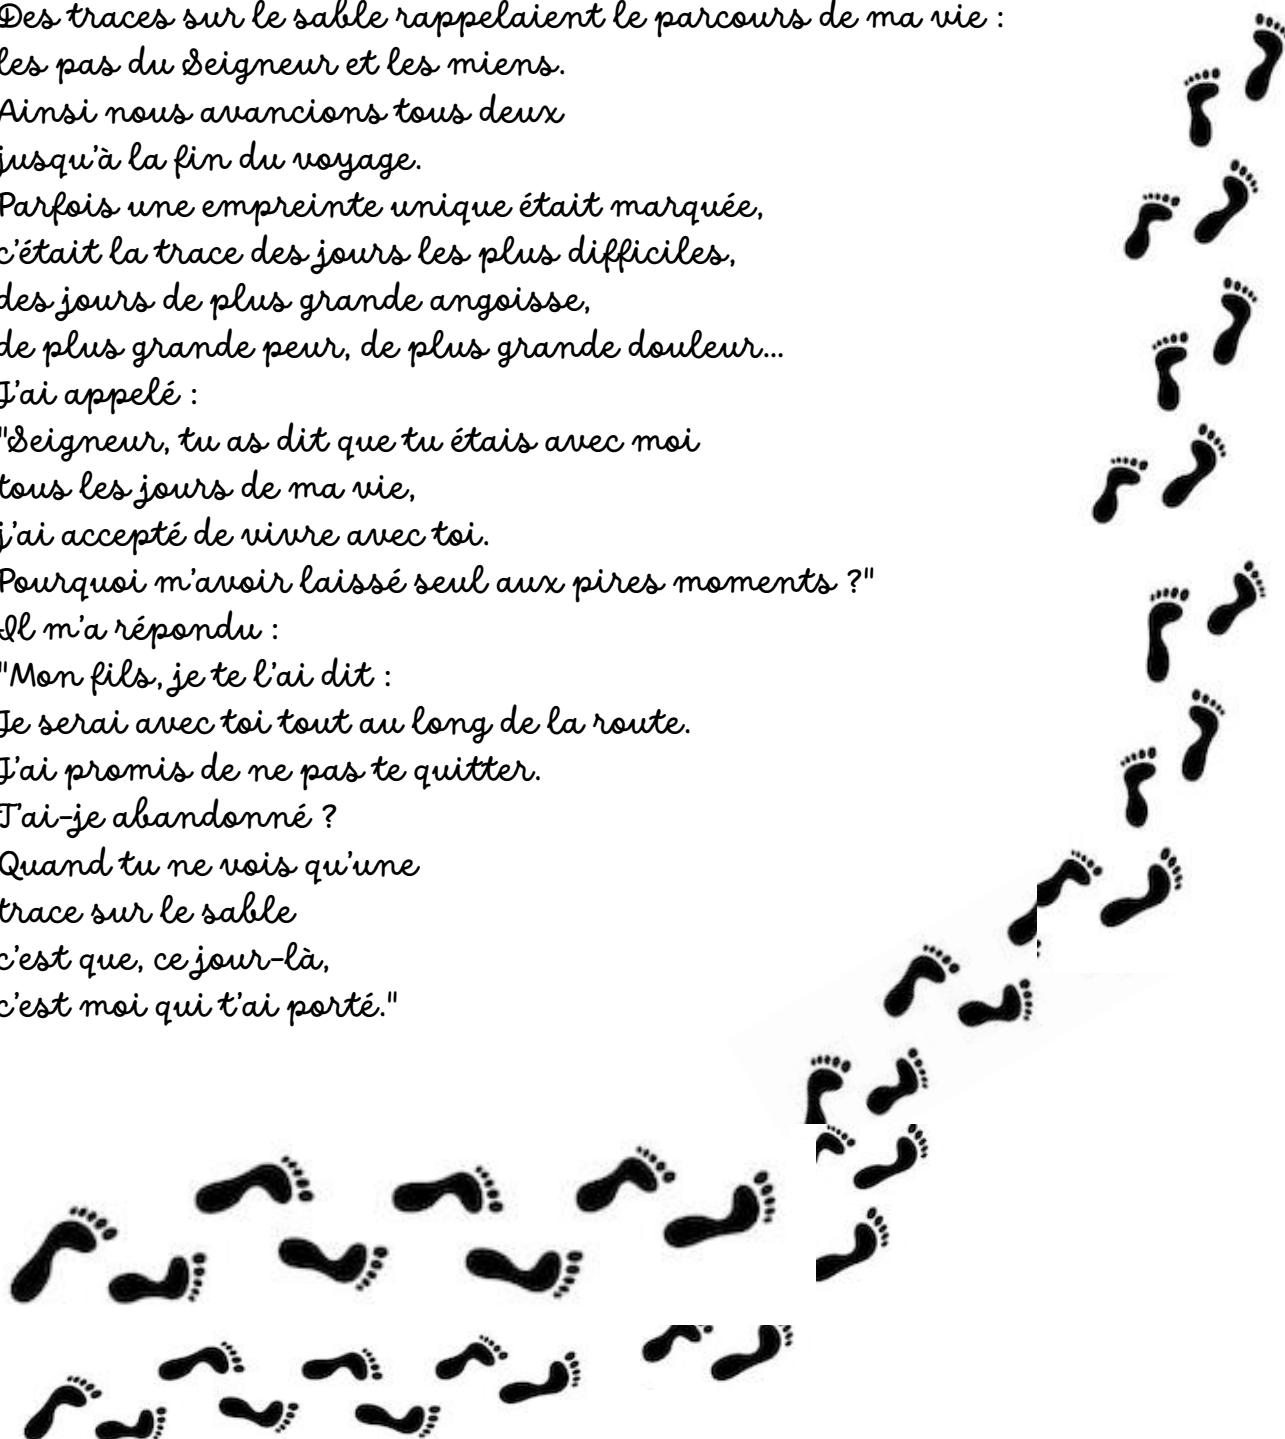 Des traces sur le sable rappelaient le parcours de ma vie :
les pas du Seigneur et les miens.
Ainsi nous avancions tous deux
jusqu'à la fin du voyage.
Parfois une empreinte unique était marquée,
c'était la trace des jours les plus difficiles,
des jours de plus grande angoisse,
de plus grande peur, de plus grande douleur...
J'ai appelé :
"Seigneur, tu as dit que tu étais avec moi
tous les jours de ma vie,
j'ai accepté de vivre avec toi.
Pourquoi m'avoir laissé seul aux pires moments ?"
Il m'a répondu :
"Mon fils, je te l'ai dit :
Je serai avec toi tout au long de la route.
J'ai promis de ne pas te quitter.
T'ai-je abandonné ?
Quand tu ne vois qu'une
trace sur le sable
c'est que, ce jour-là,
c'est moi qui t'ai porté."